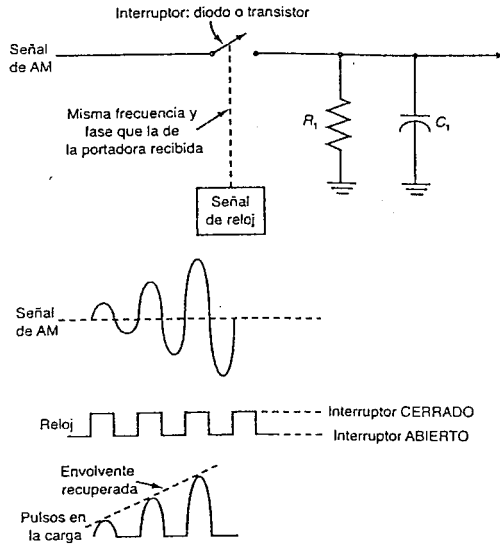 Interruptor: diodo o transistor
Señal
de AM
Misma frecuencia y
fase que la de
la portadora recibida
R₁
C₁
Señal
de reloj
Señal
de AM
Reloj
Interruptor CERRADO
Interruptor ABIERTO
Envolvente
recuperada
Pulsos en
la carga